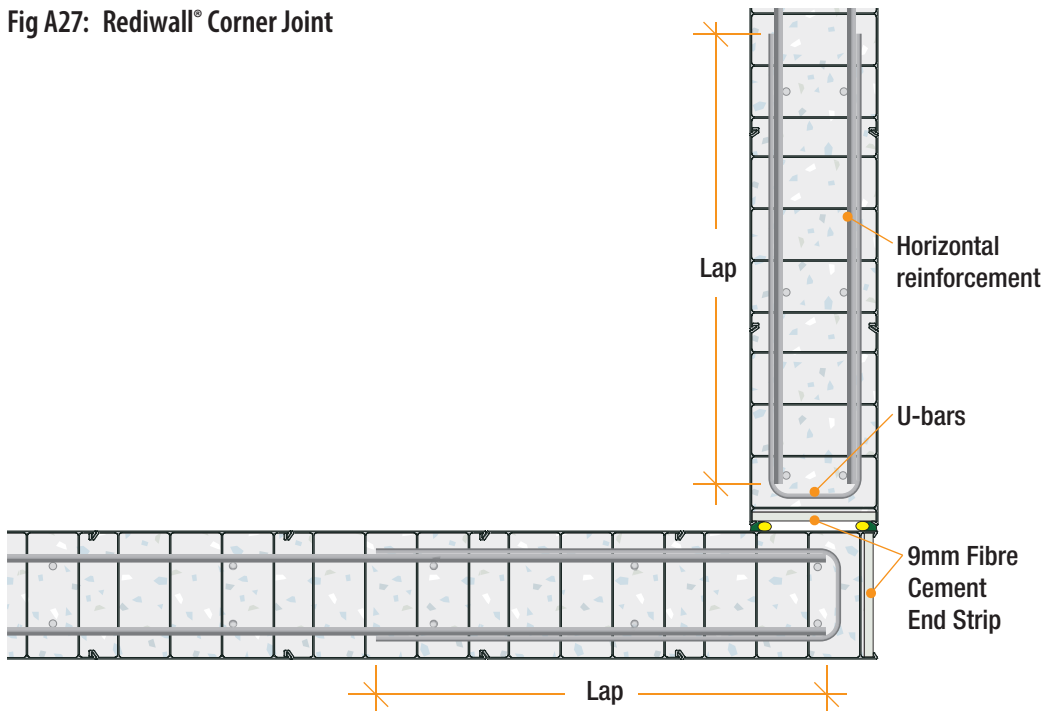 Fig A27: Rediwall® Corner Joint
Lap
Horizontal
reinforcement
U-bars
9mm Fibre
Cement
End Strip
Lap